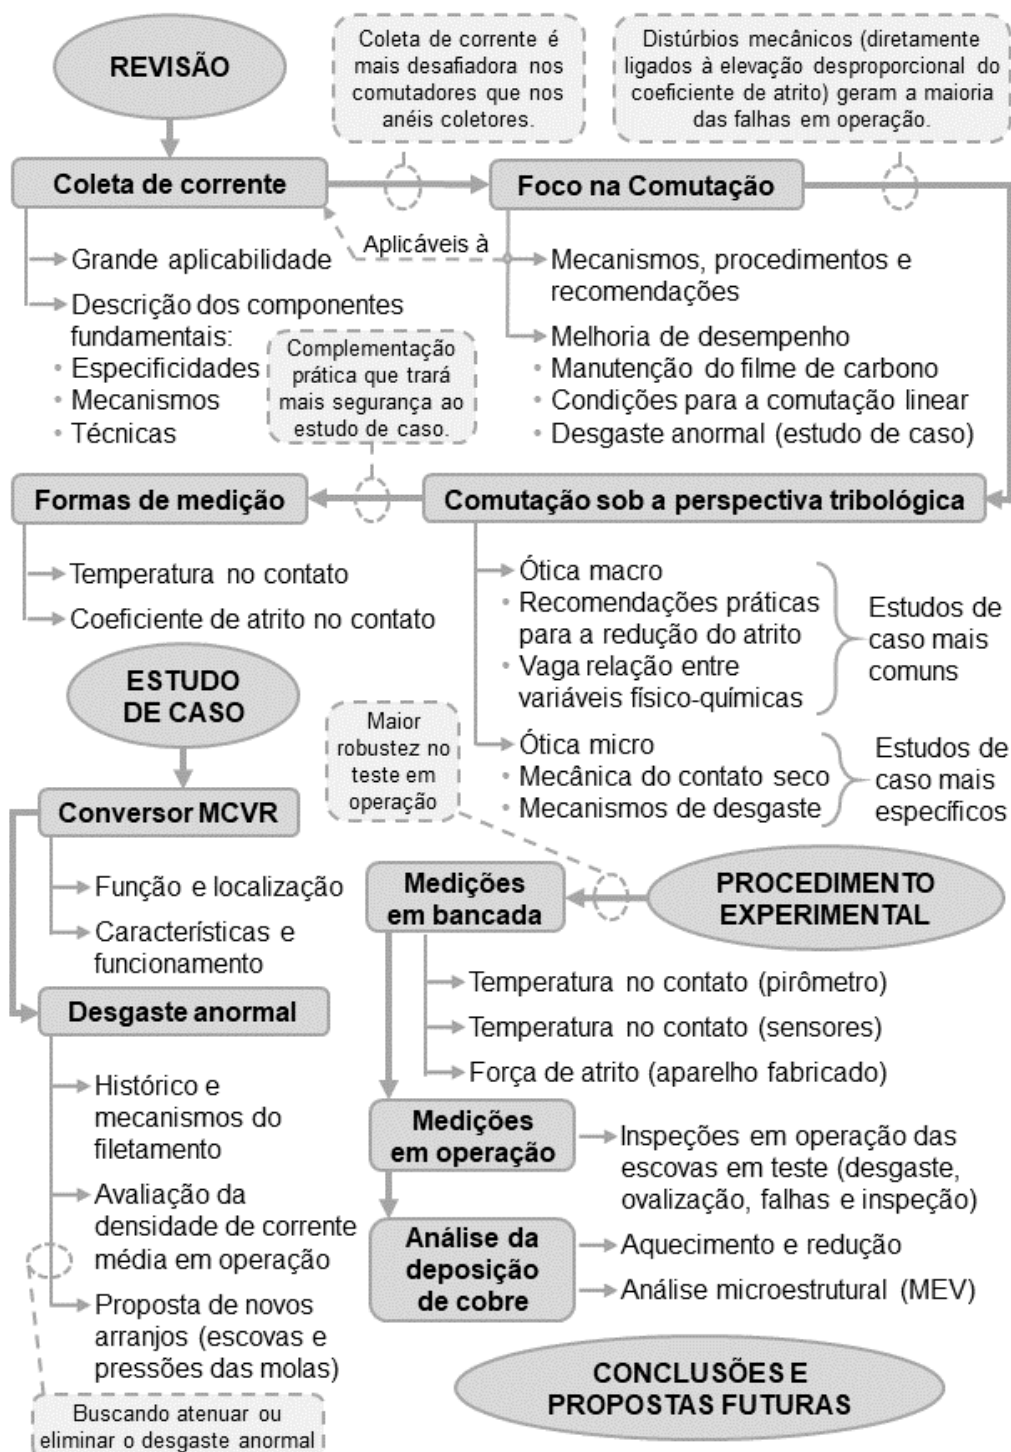 REVISÃO
Coleta de corrente é
mais desafiadora nos
comutadores que nos
anéis coletores.
Distúrbios mecânicos (diretamente
ligados à elevação desproporcional do
coeficiente de atrito) geram a maioria
das falhas em operação.
Coleta de corrente
Foco na Comutação
Aplicáveis à
Grande aplicabilidade
Descrição dos componentes
fundamentais:
• Especificidades
• Mecanismos
• Técnicas
Mecanismos, procedimentos e
recomendações
Melhoria de desempenho
• Manutenção do filme de carbono
• Condições para a comutação linear
• Desgaste anormal (estudo de caso)
Complementação
prática que trará
mais segurança ao
estudo de caso.
Formas de medição
Comutação sob a perspectiva tribológica
Temperatura no contato
Coeficiente de atrito no contato
Ótica macro
• Recomendações práticas
para a redução do atrito
• Vaga relação entre
variáveis físico-químicas
Estudos de
caso mais
comuns
Ótica micro
• Mecânica do contato seco
• Mecanismos de desgaste
Estudos de
caso mais
específicos
ESTUDO
DE CASO
Maior
robustez no
teste em
operação
Conversor MCVR
Função e localização
Características e
funcionamento
Desgaste anormal
Histórico e
mecanismos do
filetamento
Avaliação da
densidade de corrente
média em operação
Proposta de novos
arranjos (escovas e
pressões das molas)
Buscando atenuar ou
eliminar o desgaste anormal
PROCEDIMENTO
EXPERIMENTAL
Medições
em bancada
Temperatura no contato (pirômetro)
Temperatura no contato (sensores)
Força de atrito (aparelho fabricado)
Medições
em operação
Inspeções em operação das
escovas em teste (desgaste,
ovalização, falhas e inspeção)
Análise da
deposição
de cobre
Aquecimento e redução
Análise microestrutural (MEV)
CONCLUSÕES E
PROPOSTAS FUTURAS